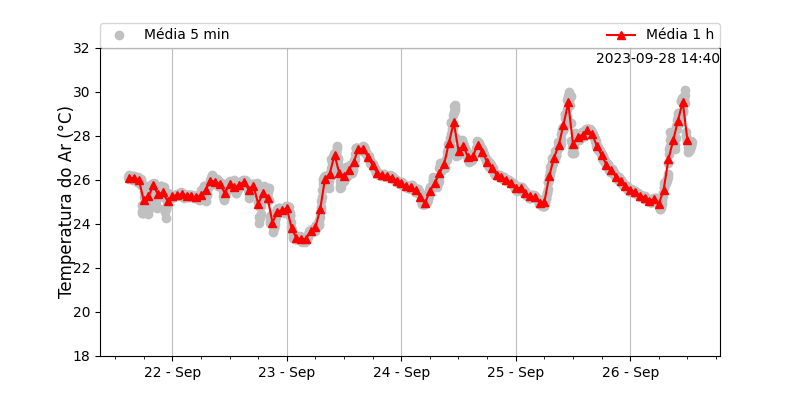 Média 5 min
Média 1 h
2023-09-28 14:40
Temperatura do Ar (°C)
32
30
28
26
24
22
20
18
22 - Sep
23 - Sep
24 - Sep
25 - Sep
26 - Sep